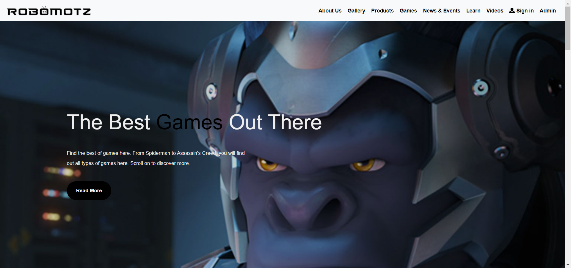 ROBOMOTZ
About Us Gallery Products Games News & Events Learn Videos Sign in Admin
The Best Games Out There
Find the best of games here. From Spiderman to Assassin's Creed, you will find
out all types of games here. Scroll on to discover more.
Read More